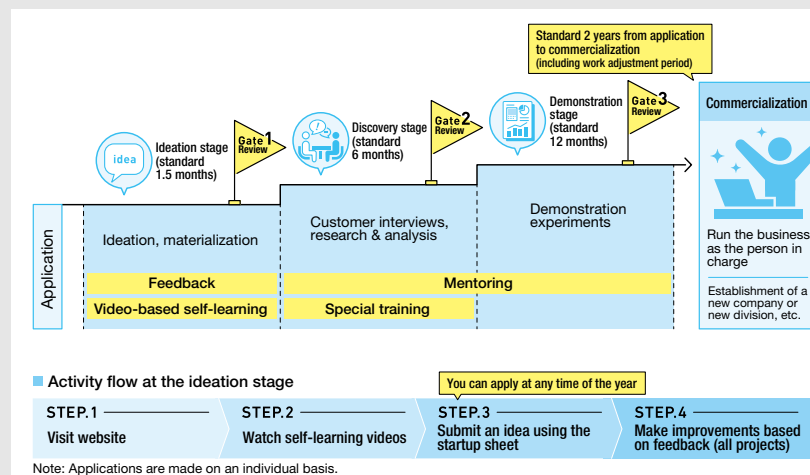 Standard 2 years from application
to commercialization
(including work adjustment period)
idea
Ideation stage
(standard
1.5 months)
Gate 1
Review
Discovery stage
(standard
6 months)
Gate 2
Review
Demonstration
stage
(standard
12 months)
Gate 3
Review
Commercialization
Application
Ideation, materialization
Customer interviews,
research & analysis
Demonstration
experiments
Feedback
Mentoring
Video-based self-learning
Special training
Run the business
as the person in
charge
Establishment of a
new company or
new division, etc.
Activity flow at the ideation stage
You can apply at any time of the year
STEP.1
Visit website
STEP.2
Watch self-learning videos
STEP.3
Submit an idea using the
startup sheet
STEP.4
Make improvements based
on feedback (all projects)
Note: Applications are made on an individual basis.